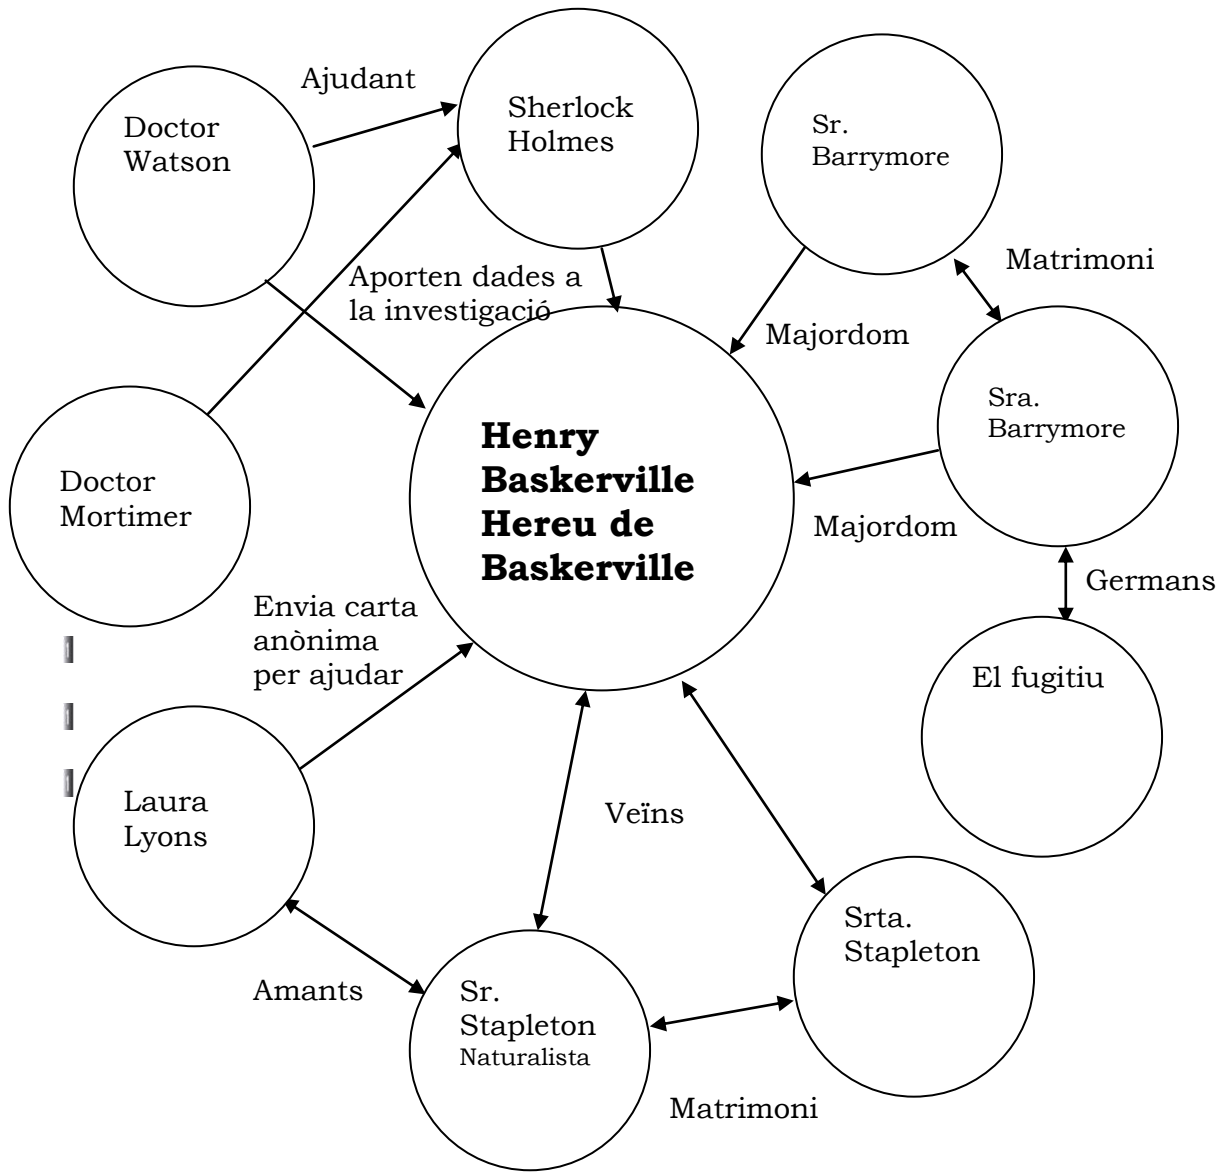 Ajudant
Doctor
Watson
Sherlock
Holmes
Sr.
Barrymore
Matrimoni
Aporten dades a
la investigació
Majordom
Sra.
Barrymore
Henry
Baskerville
Hereu de
Baskerville
Doctor
Mortimer
Majordom
Germans
Envia carta
anònima
per ajudar
El fugitiu
Laura
Lyons
Veïns
Srta.
Stapleton
Amants
Sr.
Stapleton
Naturalista
Matrimoni